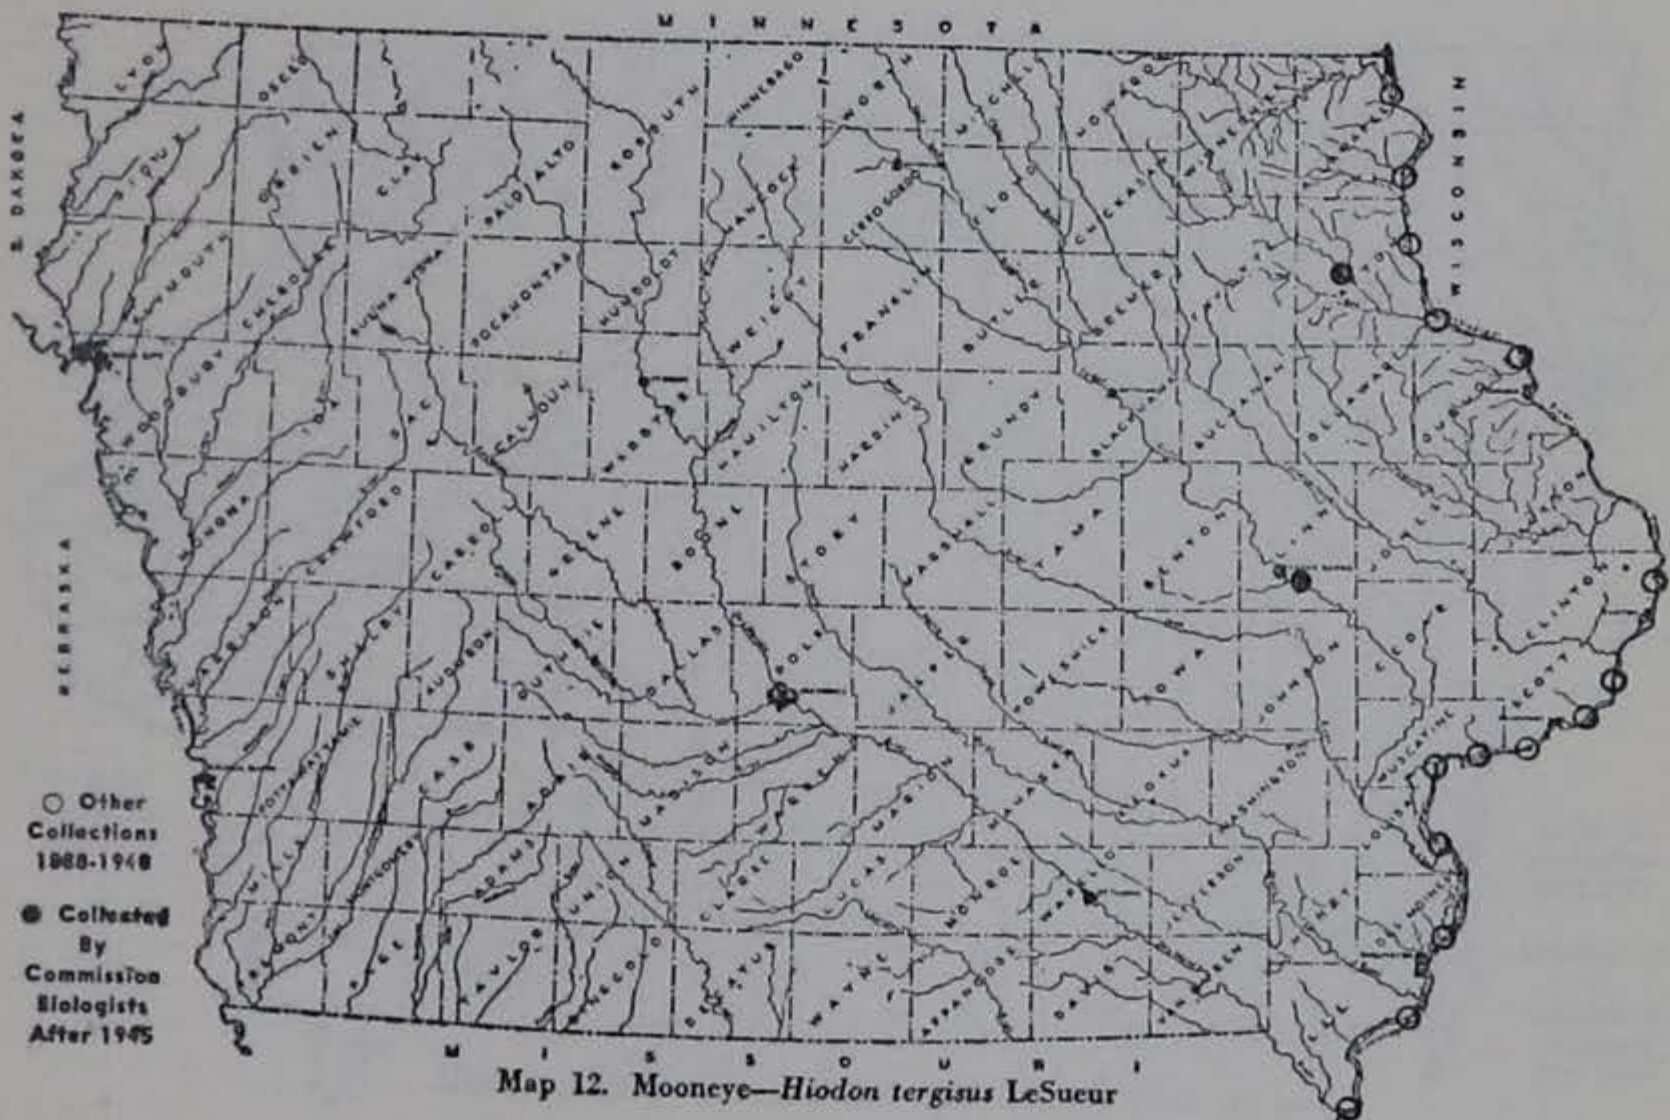 MINNESOTA
S. DAKOTA
WISCONSIN
NEBRASKA
LYON
OSCEOLA
KOSSUTH
WINNEBAGO
WORTH
MITCHELL
HOWARD
WINNESHIEK
ALLAMAKEE
SIOUX
OBRIEN
CLAY
PALO ALTO
HANCOCK
CERRO GORDO
FLOYD
CHICKASAW
PLYMOUTH
CHEROKEE
BUENA VISTA
POCAHONTAS
HUMBOLDT
WRIGHT
FRANKLIN
BUTLER
BREMER
FAYETTE
CLAYTON
WOODBURY
IDA
SAC
CALHOUN
WEBSTER
HAMILTON
HARDIN
GRUNDY
BLACKHAWK
BUCHANAN
DELAWARE
DUBUQUE
MONONA
CRAWFORD
CARROLL
GREENE
BOONE
STORY
MARSHALL
TAMA
BENTON
LINN
JONES
JACKSON
HARRISON
SHELBY
AUDUBON
GUTHRIE
DALLAS
POLK
JASPER
POWESHIEK
IOWA
JOHNSON
CEDAR
CLINTON
SCOTT
MUSCATINE
POTTAWATTAMIE
CASS
ADAIR
MADISON
WARREN
MARION
MAHASKA
KEOKUK
WASHINGTON
LOUISA
MILLS
MONTGOMERY
ADAMS
UNION
CLARKE
LUCAS
MONROE
WAPELLO
JEFFERSON
HENRY
DES MOINES
FREMONT
PAGE
TAYLOR
RINGGOLD
DECATUR
WAYNE
APPANOOSE
DAVIS
VAN BUREN
LEE
Other
Collections
1888-1948
Collected
By
Commission
Biologists
After 1945
MISSOURI
Map 12. Mooneye—Hiodon tergisus LeSueur